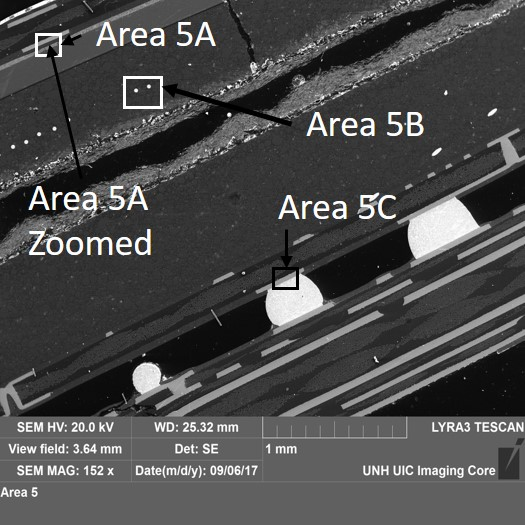 Area 5A
Area 5B
Area 5A
Zoomed
Area 5C
SEM HV: 20.0 kV WD: 25.32 mm LYRA3 TESCAN
View field: 3.64 mm Det: SE 1 mm
SEM MAG: 152 x Date(m/d/y): 09/06/17 UNH UIC Imaging Core
Area 5